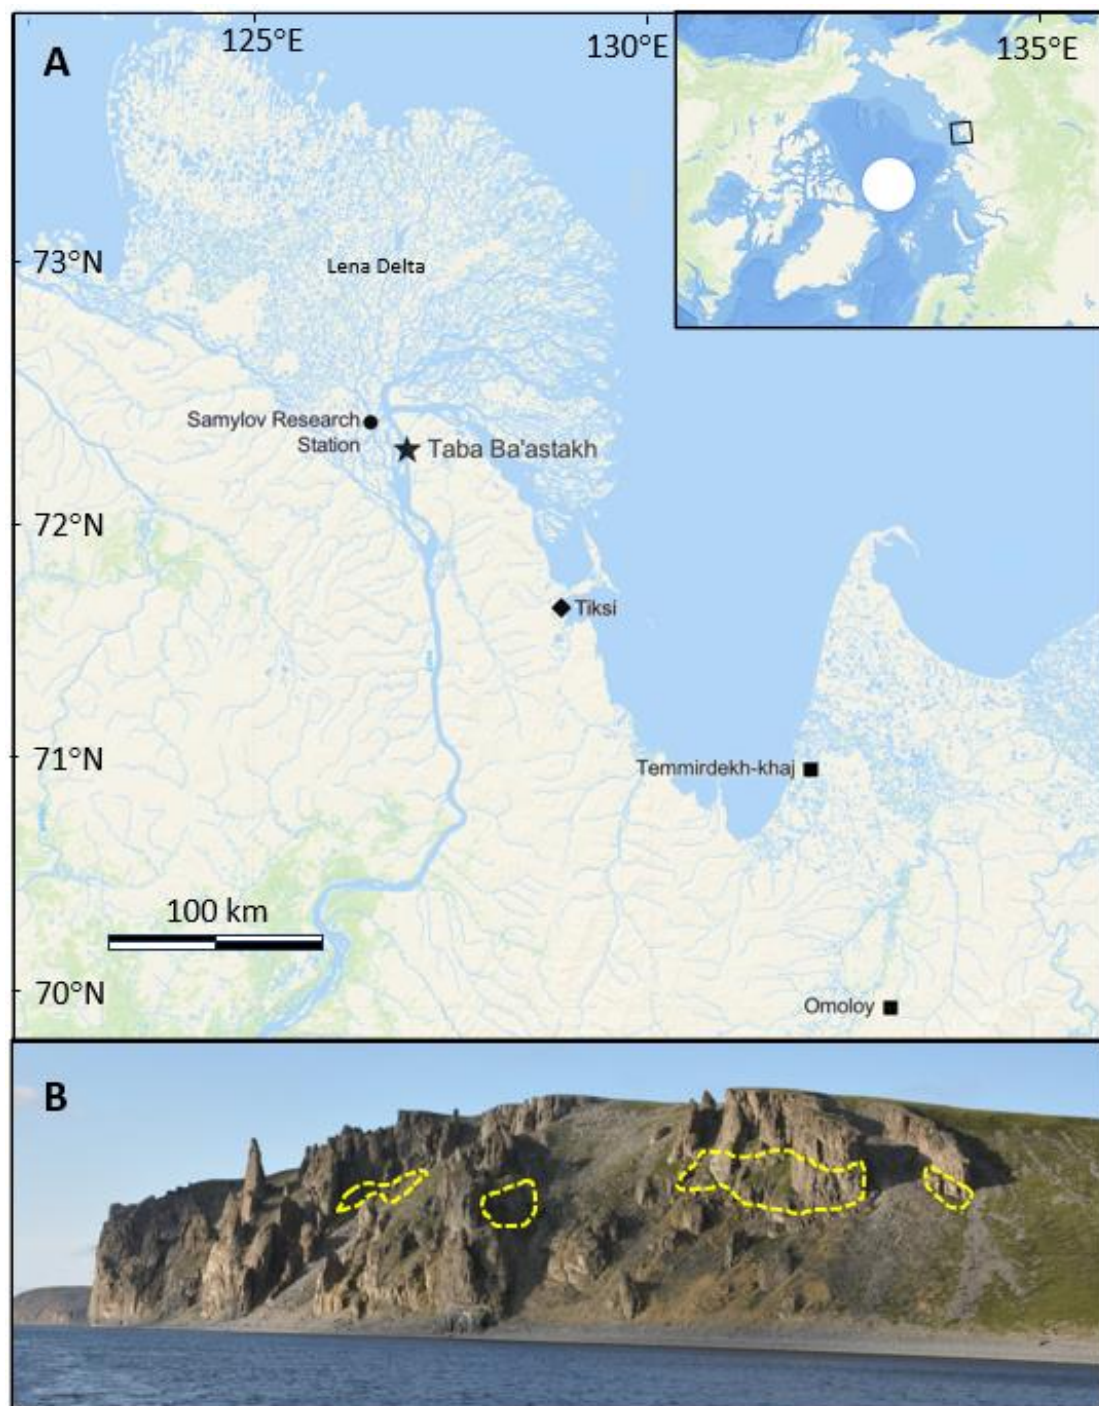 A
125°E
130°E
135°E
73°N
Lena Delta
Samylov Research
Station
Taba Ba'astakh
72°N
Tiksi
71°N
Temmirdekh-khaj
100 km
70°N
Omoloy
B